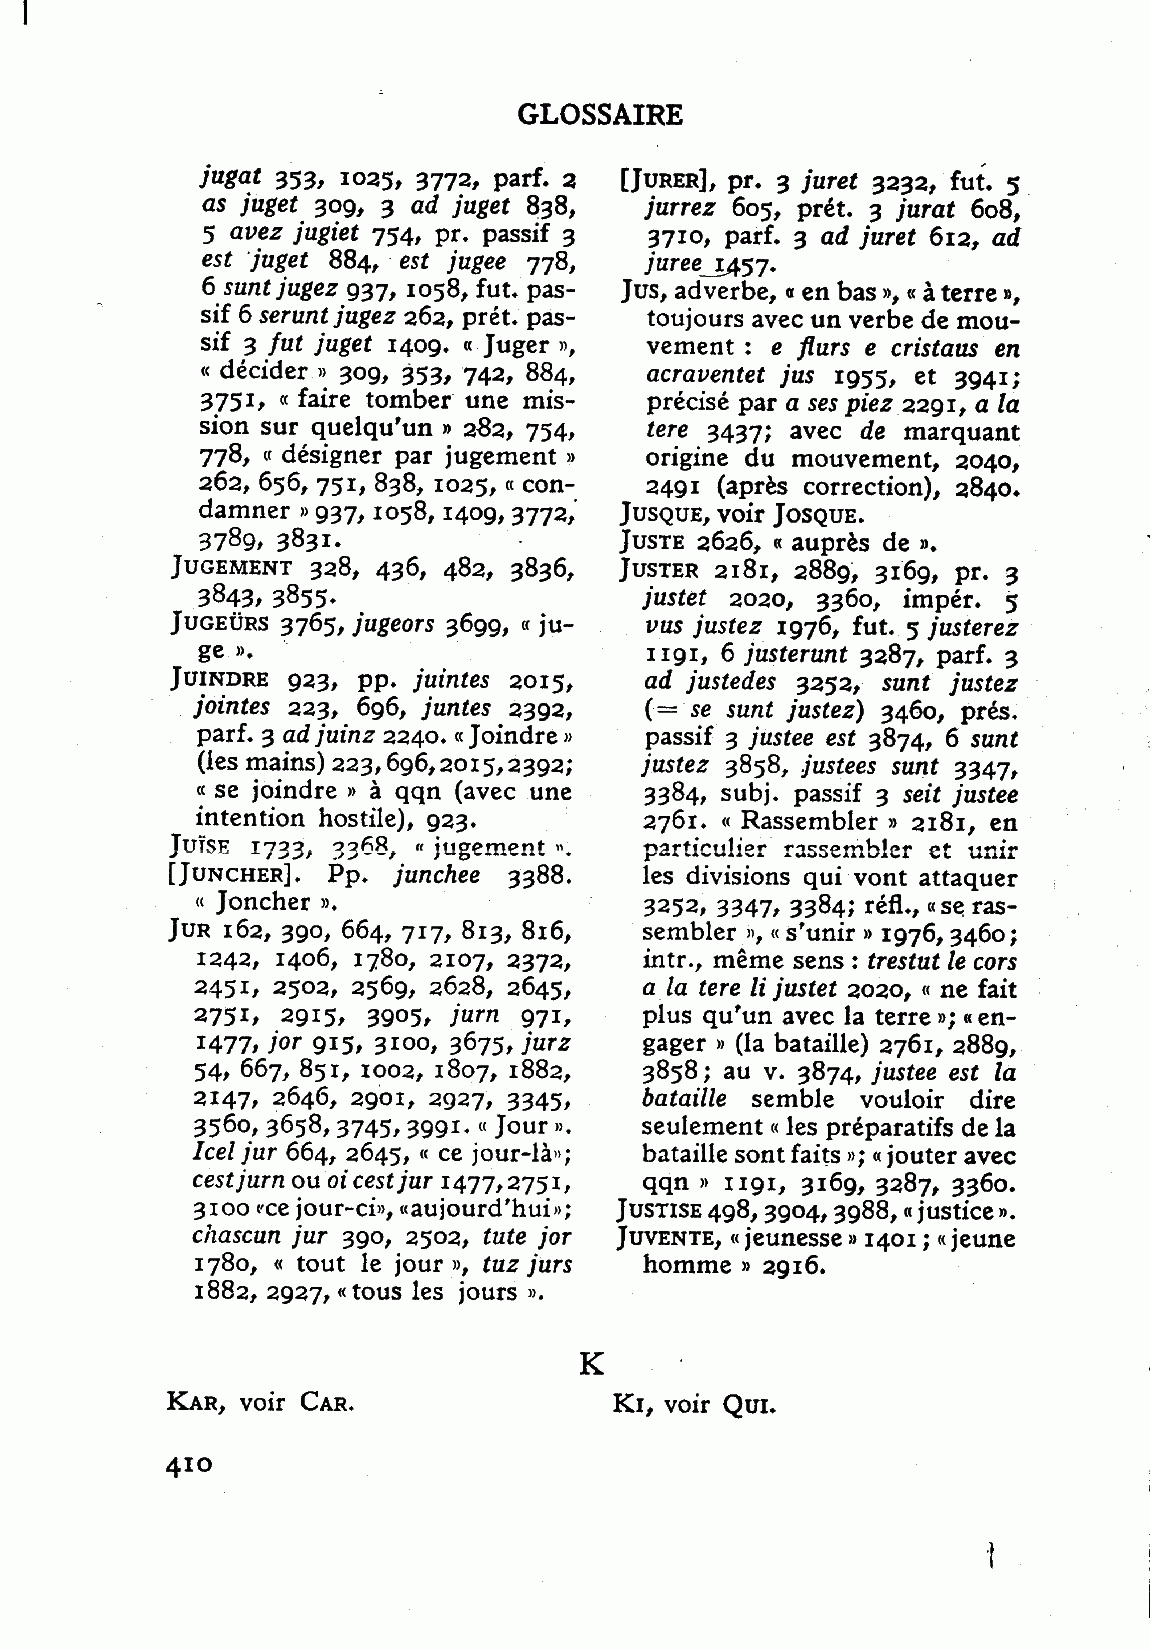 GLOSSAIRE
jugat 353, 1025, 3772, parf. 2
as juget 309, 3 ad juget 838,
5 avez jugiet 754, pr. passif 3
est juget 884, est jugee 778,
6 sunt jugez 937, 1058, fut. pas-
sif 6 serunt jugez 262, prét. pas-
sif 3 fut juget 1409. « Juger »,
« décider » 309, 353, 742, 884,
3751, « faire tomber une mis-
sion sur quelqu'un » 282, 754,
778, « désigner par jugement »
262, 656, 751, 838, 1025, « con-
damner » 937, 1058, 1409, 3772,
3789, 3831.
JUGEMENT 328, 436, 482, 3836,
3843, 3855.
JUGEÜRS 3765, jugeors 3699, « ju-
ge ».
JUINDRE 923, pp. juintes 2015,
jointes 223, 696, juntes 2392,
parf. 3 ad juinz 2240. « Joindre »
(les mains) 223, 696, 2015, 2392;
« se joindre » à qqn (avec une
intention hostile), 923.
JUÏSE 1733, 3368, « jugement ».
[JUNCHER]. Pp. junchee 3388.
« Joncher ».
JUR 162, 390, 664, 717, 813, 816,
1242, 1406, 1780, 2107, 2372,
2451, 2502, 2569, 2628, 2645,
2751, 2915, 3905, jurn 971,
1477, jor 915, 3100, 3675, jurz
54, 667, 851, 1002, 1807, 1882,
2147, 2646, 2901, 2927, 3345,
3560, 3658, 3745, 3991. « Jour ».
Icel jur 664, 2645, « ce jour-là»;
cest jurn ou oi cest jur 1477, 2751,
3100 «ce jour-ci», «aujourd'hui»;
chascun jur 390, 2502, tute jor
1780, « tout le jour », tuz jurs
1882, 2927, « tous les jours ».
[JURER], pr. 3 juret 3232, fut. 5
jurrez 605, prét. 3 jurat 608,
3710, parf. 3 ad juret 612, ad
juree 1457.
JUS, adverbe, « en bas », « à terre »,
toujours avec un verbe de mou-
vement : e flurs e cristaus en
acraventet jus 1955, et 3941;
précisé par a ses piez 2291, a la
tere 3437; avec de marquant
origine du mouvement, 2040,
2491 (après correction), 2840.
JUSQUE, voir JOSQUE.
JUSTE 2626, « auprès de ».
JUSTER 2181, 2889, 3169, pr. 3
justet 2020, 3360, impér. 5
vus justez 1976, fut. 5 justerez
1191, 6 justerunt 3287, parf. 3
ad justedes 3252, sunt justez
(= se sunt justez) 3460, prés.
passif 3 justee est 3874, 6 sunt
justez 3858, justees sunt 3347,
3384, subj. passif 3 seit justee
2761. « Rassembler » 2181, en
particulier rassembler et unir
les divisions qui vont attaquer
3252, 3347, 3384; réfl., « se ras-
sembler », « s'unir » 1976, 3460;
intr., même sens : trestut le cors
a la tere li justet 2020, « ne fait
plus qu'un avec la terre »; « en-
gager » (la bataille) 2761, 2889,
3858; au v. 3874, justee est la
bataille semble vouloir dire
seulement « les préparatifs de la
bataille sont faits »; « jouter avec
qqn » 1191, 3169, 3287, 3360.
JUSTISE 498, 3904, 3988, « justice ».
JUVENTE, « jeunesse » 1401; « jeune
homme » 2916.
K
KAR, voir CAR.
KI, voir QUI.
410